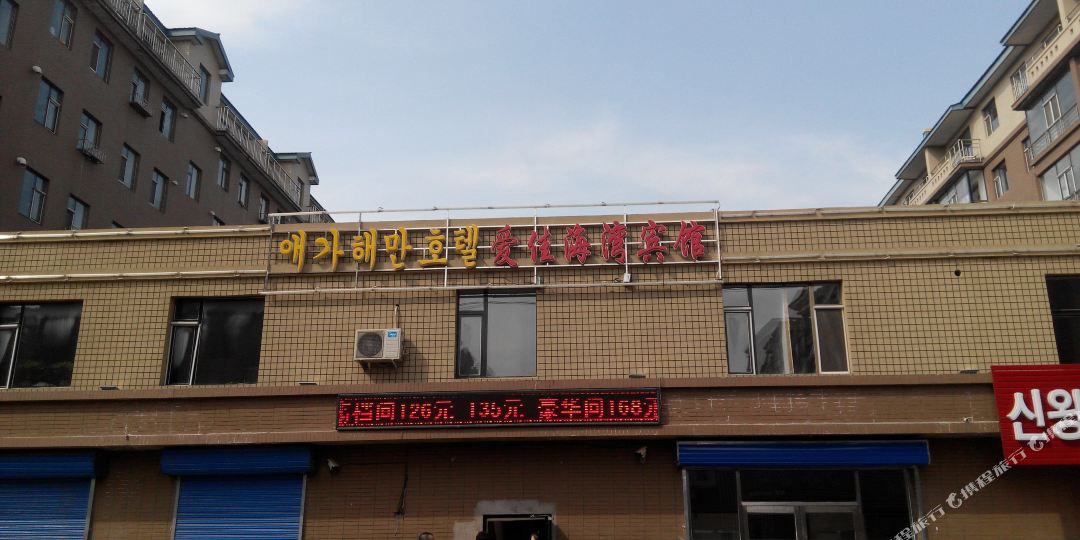 애가해만호텔 爱佳海湾宾馆
档间126元 135元 豪华间168元
신왕
携程旅行